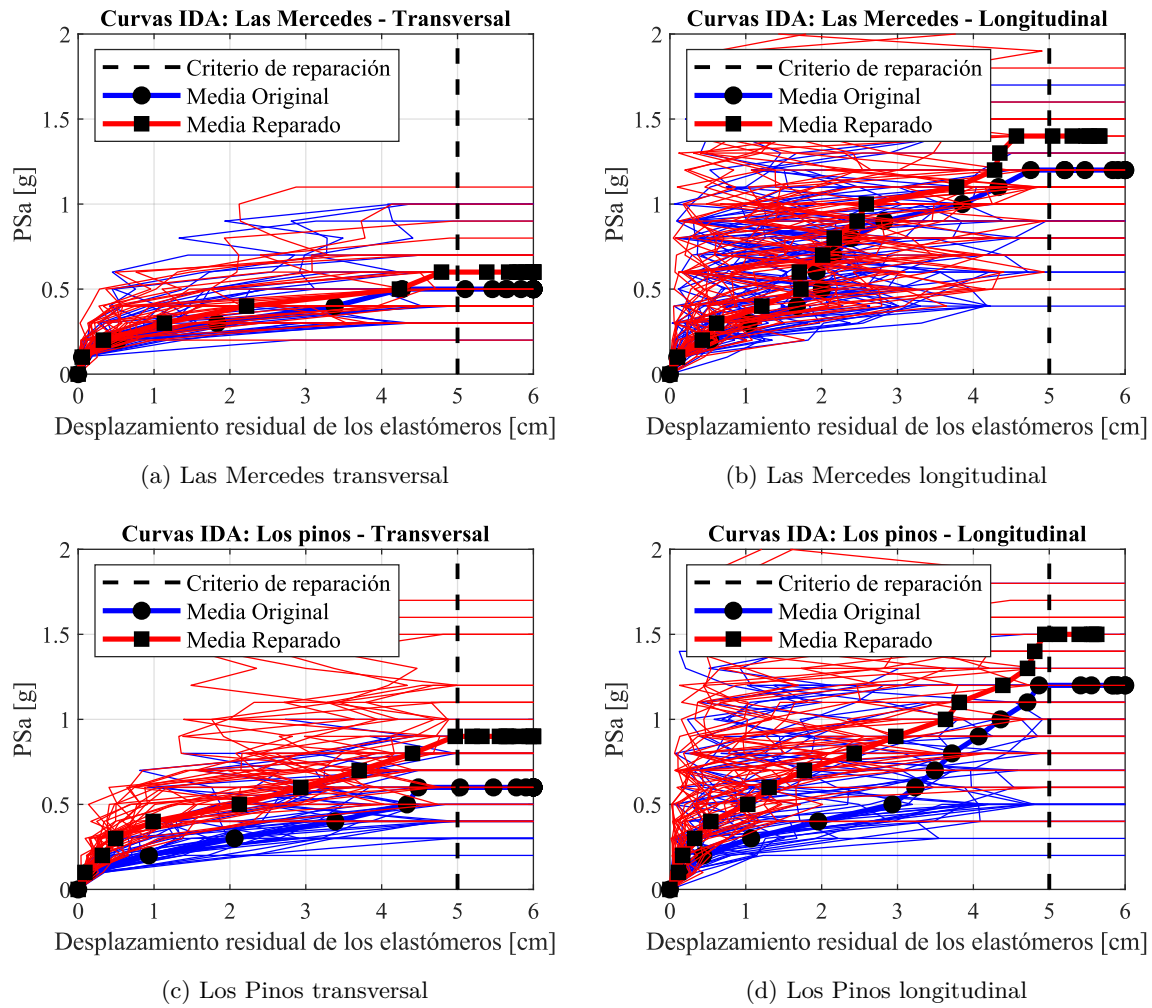 Curvas IDA: Las Mercedes - Transversal
2
1.5
1
0.5
0
PSa [g]
Criterio de reparación
Media Original
Media Reparado
0 1 2 3 4 5 6
Desplazamiento residual de los elastómeros [cm]
(a) Las Mercedes transversal
Curvas IDA: Las Mercedes - Longitudinal
2
1.5
1
0.5
0
PSa [g]
Criterio de reparación
Media Original
Media Reparado
0 1 2 3 4 5 6
Desplazamiento residual de los elastómeros [cm]
(b) Las Mercedes longitudinal
Curvas IDA: Los pinos - Transversal
2
1.5
1
0.5
0
PSa [g]
Criterio de reparación
Media Original
Media Reparado
0 1 2 3 4 5 6
Desplazamiento residual de los elastómeros [cm]
(c) Los Pinos transversal
Curvas IDA: Los pinos - Longitudinal
2
1.5
1
0.5
0
PSa [g]
Criterio de reparación
Media Original
Media Reparado
0 1 2 3 4 5 6
Desplazamiento residual de los elastómeros [cm]
(d) Los Pinos longitudinal